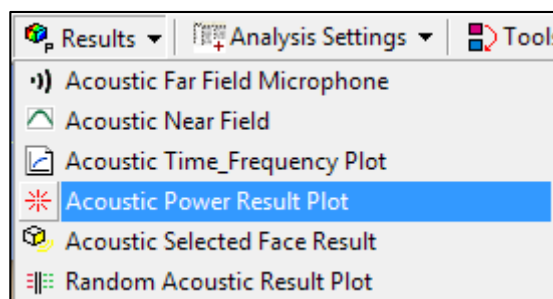 Results Analysis Settings Tools
Acoustic Far Field Microphone
Acoustic Near Field
Acoustic Time_Frequency Plot
Acoustic Power Result Plot
Acoustic Selected Face Result
Random Acoustic Result Plot